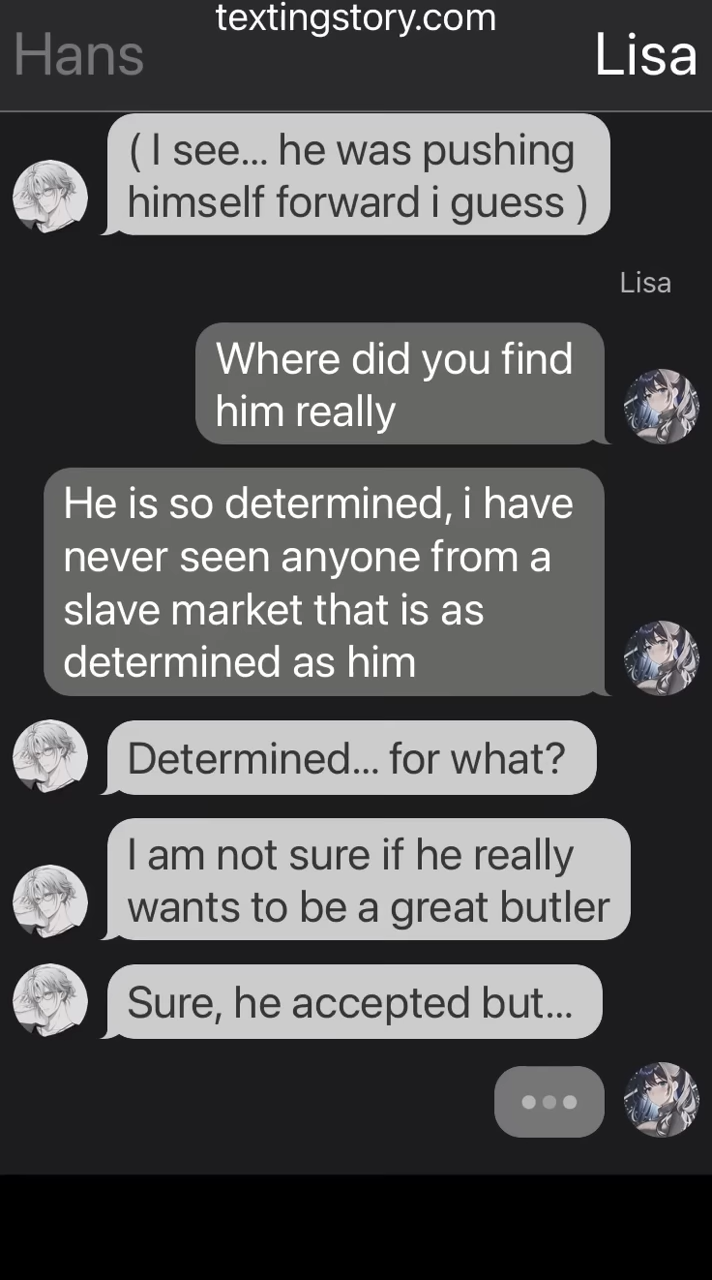 textingstory.com
Hans
Lisa
( I see... he was pushing
himself forward i guess )
Lisa
Where did you find
him really
He is so determined, i have
never seen anyone from a
slave market that is as
determined as him
Determined... for what?
I am not sure if he really
wants to be a great butler
Sure, he accepted but...